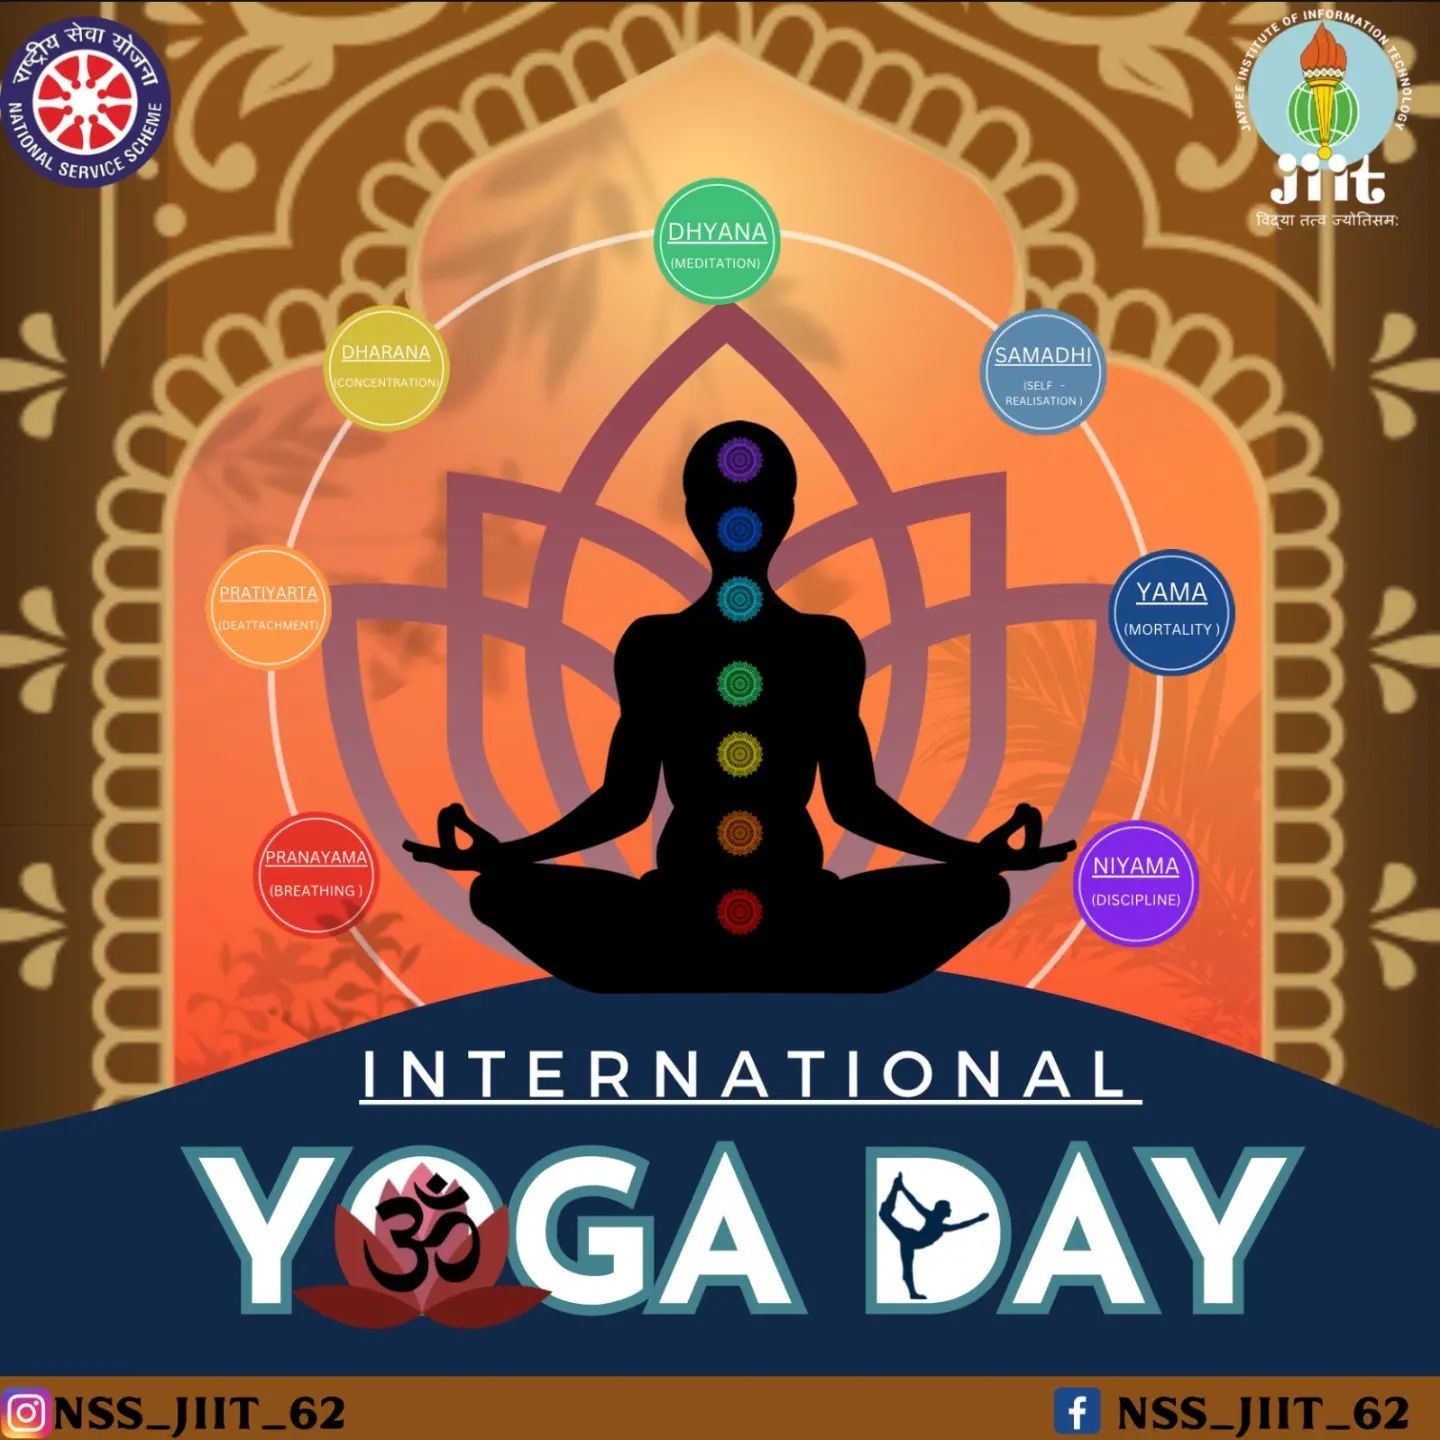 राष्ट्रीय सेवा योजना
NATIONAL SERVICE SCHEME
JAYPEE INSTITUTE OF INFORMATION TECHNOLOGY
jiit
विद्या तत्व ज्योतिसम:
DHYANA
(MEDITATION)
DHARANA
(CONCENTRATION)
SAMADHI
(SELF -
REALISATION )
PRATIYARTA
(DEATTACHMENT)
YAMA
(MORTALITY )
PRANAYAMA
(BREATHING )
NIYAMA
(DISCIPLINE)
INTERNATIONAL
YOGA DAY
ॐ
NSS_JIIT_62
NSS_JIIT_62